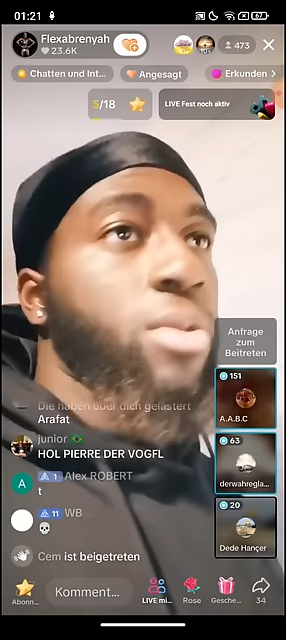 01:21
67
Flexabrenyah
23.6K
473
Chatten und Int...
Angesagt
Erkunden
5/18
LIVE Fest noch aktiv
Anfrage
zum
Beitreten
151
A.A.B.C
63
derwahregla...
20
Dede Hançer
Die haben über dich gelästert
Arafat
junior
HOL PIERRE DER VOGFL
1 Alex ROBERT
A
t
11 WB
Cem ist beigetreten
Abonn...
Komment...
LIVE mi...
Rose
Gesche...
34